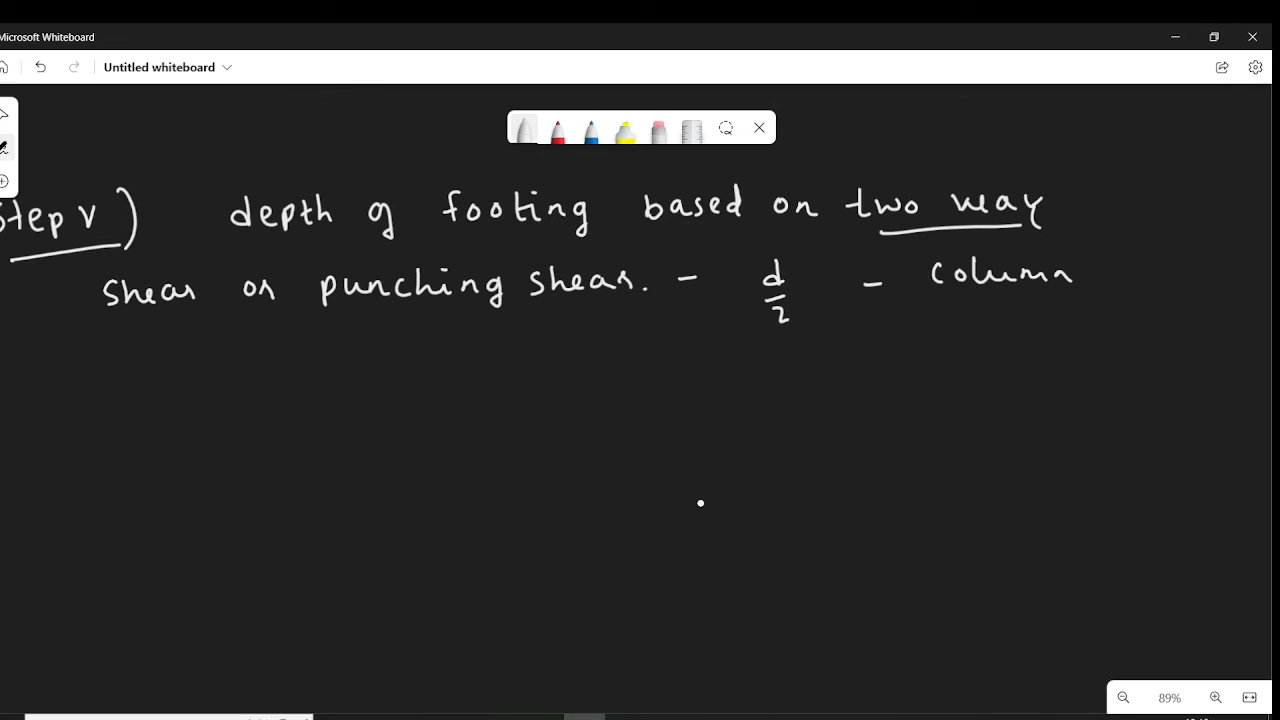 Microsoft Whiteboard
Untitled whiteboard
Step V) depth of footing based on two way
shear or punching shear. - d/2 - column
89%